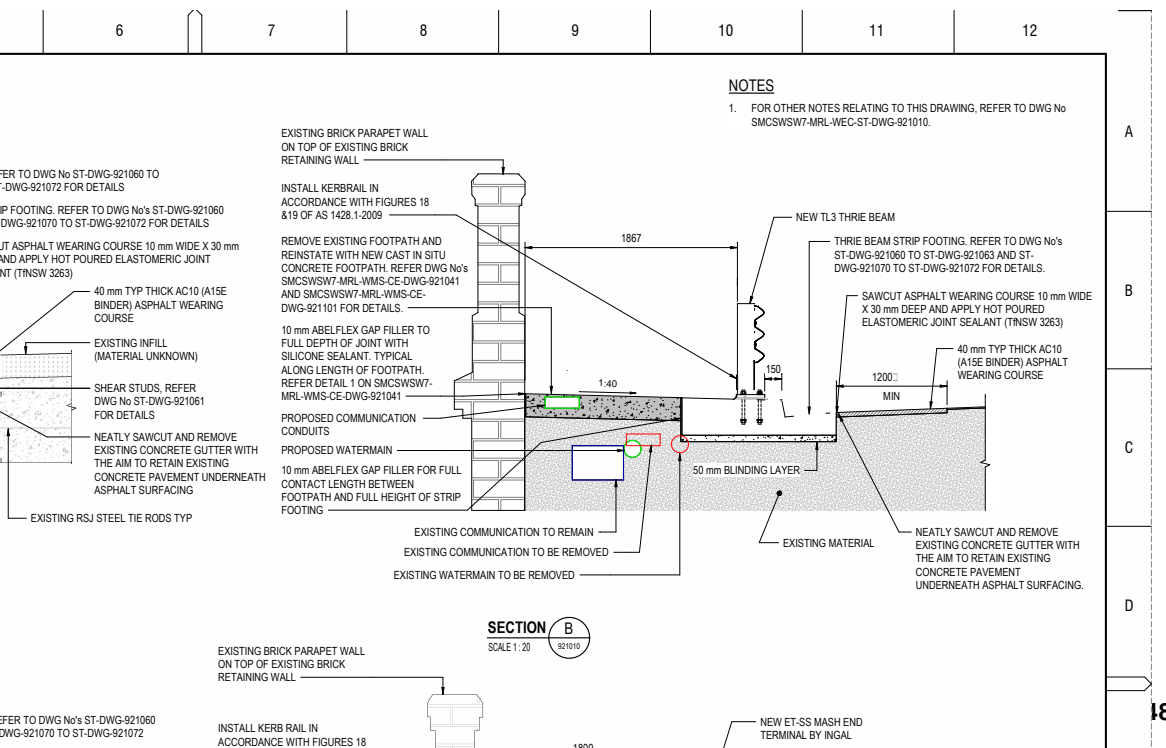 6
7
8
9
10
11
12
NOTES
1. FOR OTHER NOTES RELATING TO THIS DRAWING, REFER TO DWG No
SMCSWSW7-MRL-WEC-ST-DWG-921010.
A
B
C
D
EXISTING BRICK PARAPET WALL
ON TOP OF EXISTING BRICK
RETAINING WALL
INSTALL KERBRAIL IN
ACCORDANCE WITH FIGURES 18
&19 OF AS 1428.1-2009
REMOVE EXISTING FOOTPATH AND
REINSTATE WITH NEW CAST IN SITU
CONCRETE FOOTPATH. REFER DWG No's
SMCSWSW7-MRL-WMS-CE-DWG-921041
AND SMCSWSW7-MRL-WMS-CE-
DWG-921101 FOR DETAILS.
10 mm ABELFLEX GAP FILLER TO
FULL DEPTH OF JOINT WITH
SILICONE SEALANT. TYPICAL
ALONG LENGTH OF FOOTPATH.
REFER DETAIL 1 ON SMCSWSW7-
MRL-WMS-CE-DWG-921041
PROPOSED COMMUNICATION
CONDUITS
PROPOSED WATERMAIN
10 mm ABELFLEX GAP FILLER FOR FULL
CONTACT LENGTH BETWEEN
FOOTPATH AND FULL HEIGHT OF STRIP
FOOTING
EXISTING COMMUNICATION TO REMAIN
EXISTING COMMUNICATION TO BE REMOVED
EXISTING WATERMAIN TO BE REMOVED
FER TO DWG No ST-DWG-921060 TO
T-DWG-921072 FOR DETAILS
IP FOOTING. REFER TO DWG No's ST-DWG-921060
DWG-921070 TO ST-DWG-921072 FOR DETAILS
UT ASPHALT WEARING COURSE 10 mm WIDE X 30 mm
AND APPLY HOT POURED ELASTOMERIC JOINT
NT (TfNSW 3263)
40 mm TYP THICK AC10 (A15E
BINDER) ASPHALT WEARING
COURSE
EXISTING INFILL
(MATERIAL UNKNOWN)
SHEAR STUDS, REFER
DWG No ST-DWG-921061
FOR DETAILS
NEATLY SAWCUT AND REMOVE
EXISTING CONCRETE GUTTER WITH
THE AIM TO RETAIN EXISTING
CONCRETE PAVEMENT UNDERNEATH
ASPHALT SURFACING
EXISTING RSJ STEEL TIE RODS TYP
1867
1:40
150
1200
MIN
NEW TL3 THRIE BEAM
THRIE BEAM STRIP FOOTING. REFER TO DWG No's
ST-DWG-921060 TO ST-DWG-921063 AND ST-
DWG-921070 TO ST-DWG-921072 FOR DETAILS.
SAWCUT ASPHALT WEARING COURSE 10 mm WIDE
X 30 mm DEEP AND APPLY HOT POURED
ELASTOMERIC JOINT SEALANT (TfNSW 3263)
40 mm TYP THICK AC10
(A15E BINDER) ASPHALT
WEARING COURSE
50 mm BLINDING LAYER
EXISTING MATERIAL
NEATLY SAWCUT AND REMOVE
EXISTING CONCRETE GUTTER WITH
THE AIM TO RETAIN EXISTING
CONCRETE PAVEMENT
UNDERNEATH ASPHALT SURFACING.
SECTION B
SCALE 1 : 20 921010
EXISTING BRICK PARAPET WALL
ON TOP OF EXISTING BRICK
RETAINING WALL
EFER TO DWG No's ST-DWG-921060
DWG-921070 TO ST-DWG-921072
INSTALL KERB RAIL IN
ACCORDANCE WITH FIGURES 18
1800
NEW ET-SS MASH END
TERMINAL BY INGAL
48